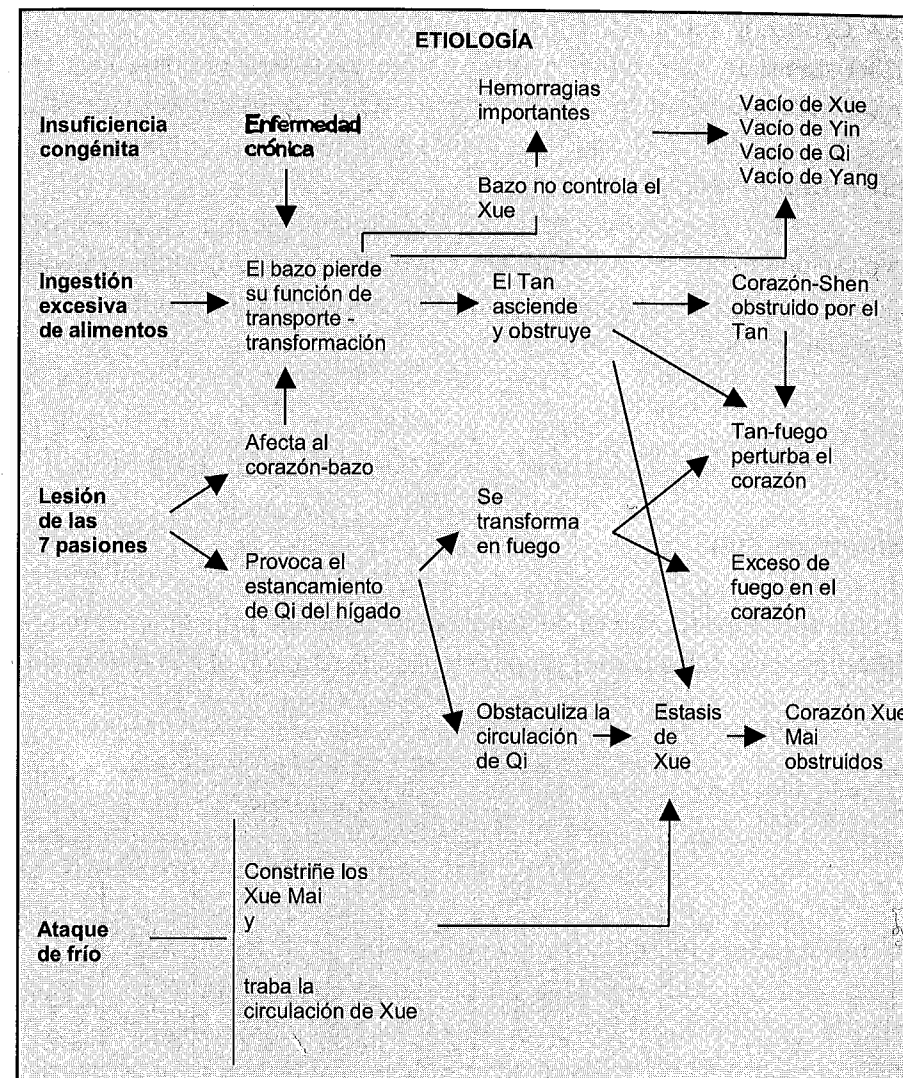 ETIOLOGÍA
Insuficiencia
congénita
Enfermedad
crónica
Hemorragias
importantes
Bazo no controla el
Xue
Vacío de Xue
Vacío de Yin
Vacío de Qi
Vacío de Yang
Ingestión
excesiva
de alimentos
El bazo pierde
su función de
transporte -
transformación
El Tan
asciende
y obstruye
Corazón-Shen
obstruido por el
Tan
Lesión
de las
7 pasiones
Afecta al
corazón-bazo
Provoca el
estancamiento
de Qi del hígado
Se
transforma
en fuego
Tan-fuego
perturba el
corazón
Exceso de
fuego en el
corazón
Obstaculiza la
circulación
de Qi
Estasis
de
Xue
Corazón Xue
Mai
obstruidos
Ataque
de frío
Constriñe los
Xue Mai
y
traba la
circulación de Xue